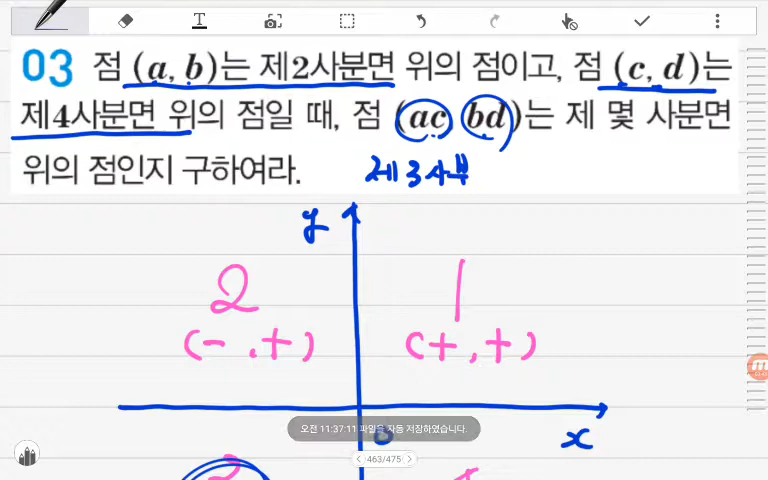 03 점 (a, b)는 제2사분면 위의 점이고, 점 (c, d)는
제4사분면 위의 점일 때, 점 (ac, bd)는 제 몇 사분면
위의 점인지 구하여라.
제3사분
y
2 1
(-,+) (+,+)
오전 11:37:11 파일을 자동 저장하였습니다.
x
463/475